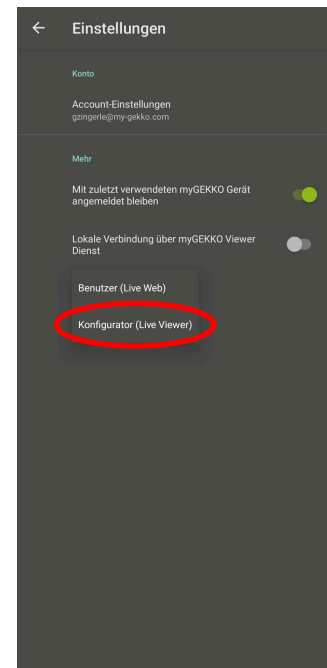 Einstellungen
Konto
Account-Einstellungen
gzingerle@my-gekko.com
Mehr
Mit zuletzt verwendeten myGEKKO Gerät
angemeldet bleiben
Lokale Verbindung über myGEKKO Viewer
Dienst
Benutzer (Live Web)
Konfigurator (Live Viewer)